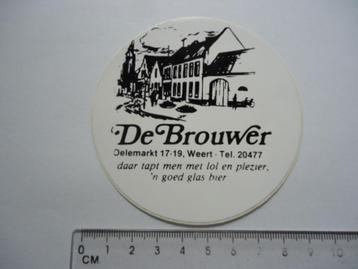 De Brouwer
Oelemarkt 17-19, Weert - Tel. 20477
daar tapt men met lol en plezier,
'n goed glas bier
0 1 2 3 4 5 6 7 8 9 10
CM